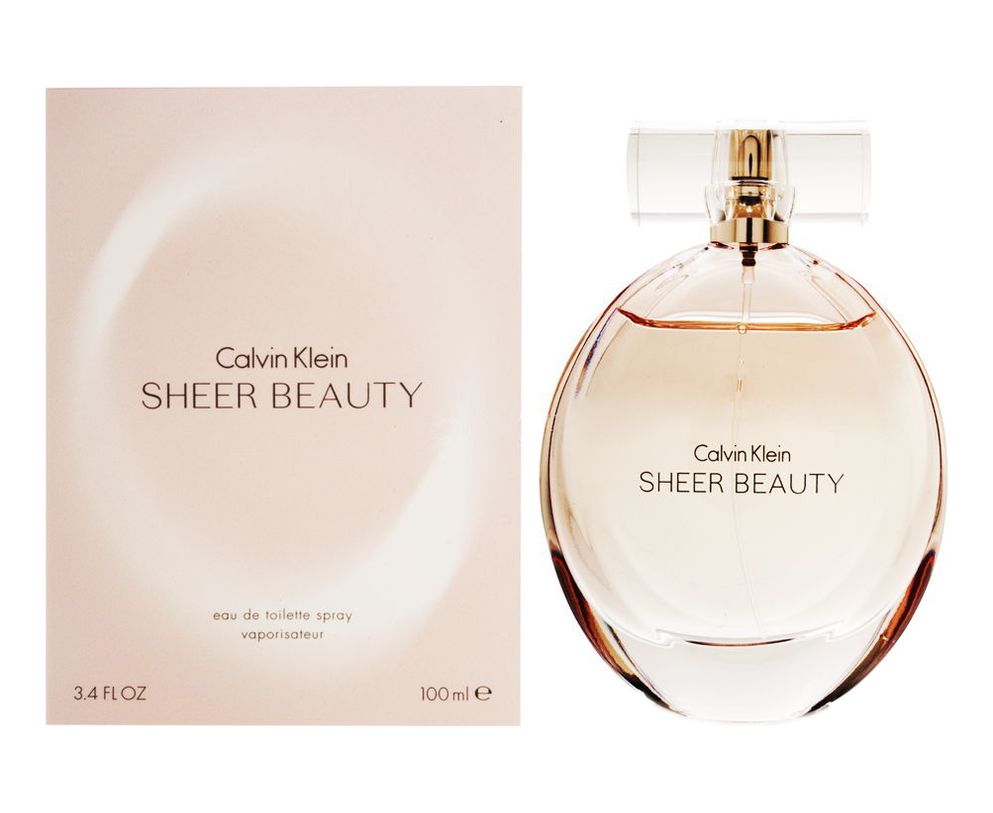 Calvin Klein
SHEER BEAUTY
eau de toilette spray
vaporisateur
3.4 FL OZ
100 ml ℮
Calvin Klein
SHEER BEAUTY